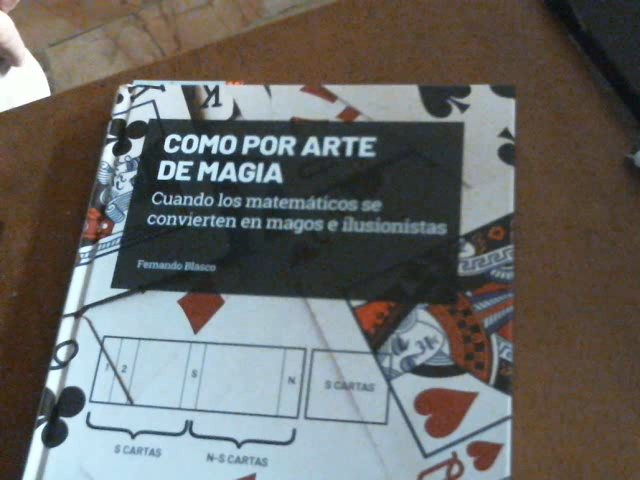 K
COMO POR ARTE
DE MAGIA
Cuando los matemáticos se
convierten en magos e ilusionistas
Fernando Blasco
1 2 S N S CARTAS
S CARTAS N-S CARTAS